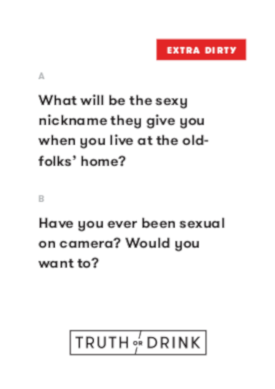 EXTRA DIRTY
A
What will be the sexy
nickname they give you
when you live at the old-
folks' home?
B
Have you ever been sexual
on camera? Would you
want to?
TRUTH OR DRINK